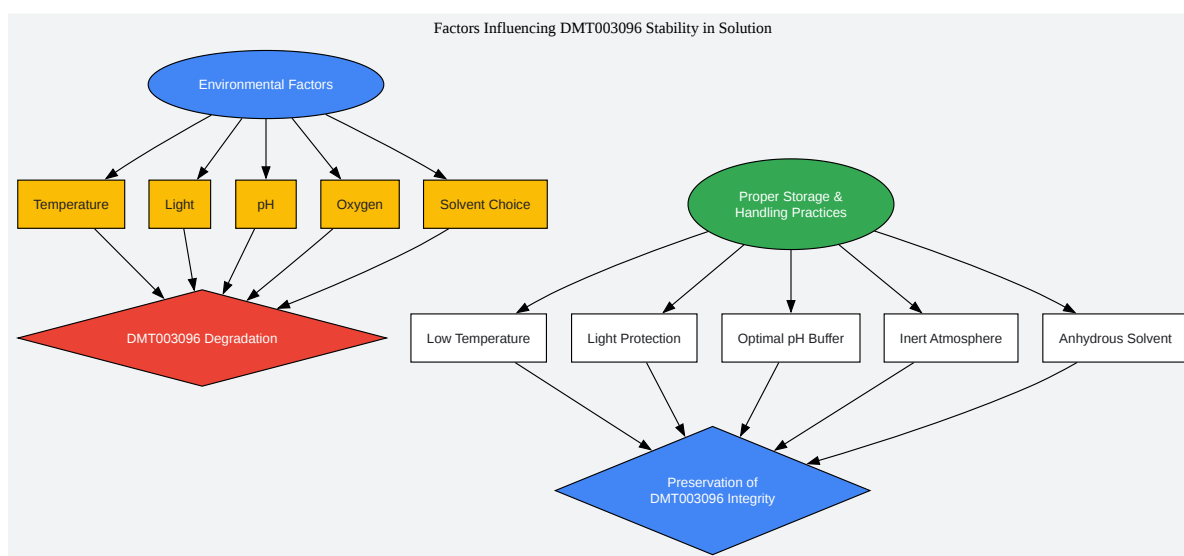 Factors Influencing DMT003096 Stability in Solution
Environmental Factors
Temperature
Light
pH
Oxygen
Solvent Choice
DMT003096 Degradation
Proper Storage &
Handling Practices
Low Temperature
Light Protection
Optimal pH Buffer
Inert Atmosphere
Anhydrous Solvent
Preservation of
DMT003096 Integrity